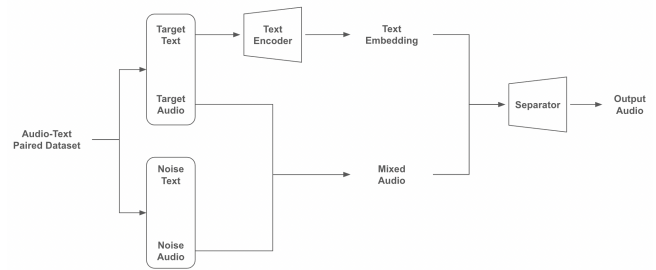 Target
Text
Text
Encoder
Text
Embedding
Target
Audio
Separator
Output
Audio
Audio-Text
Paired Dataset
Noise
Text
Mixed
Audio
Noise
Audio